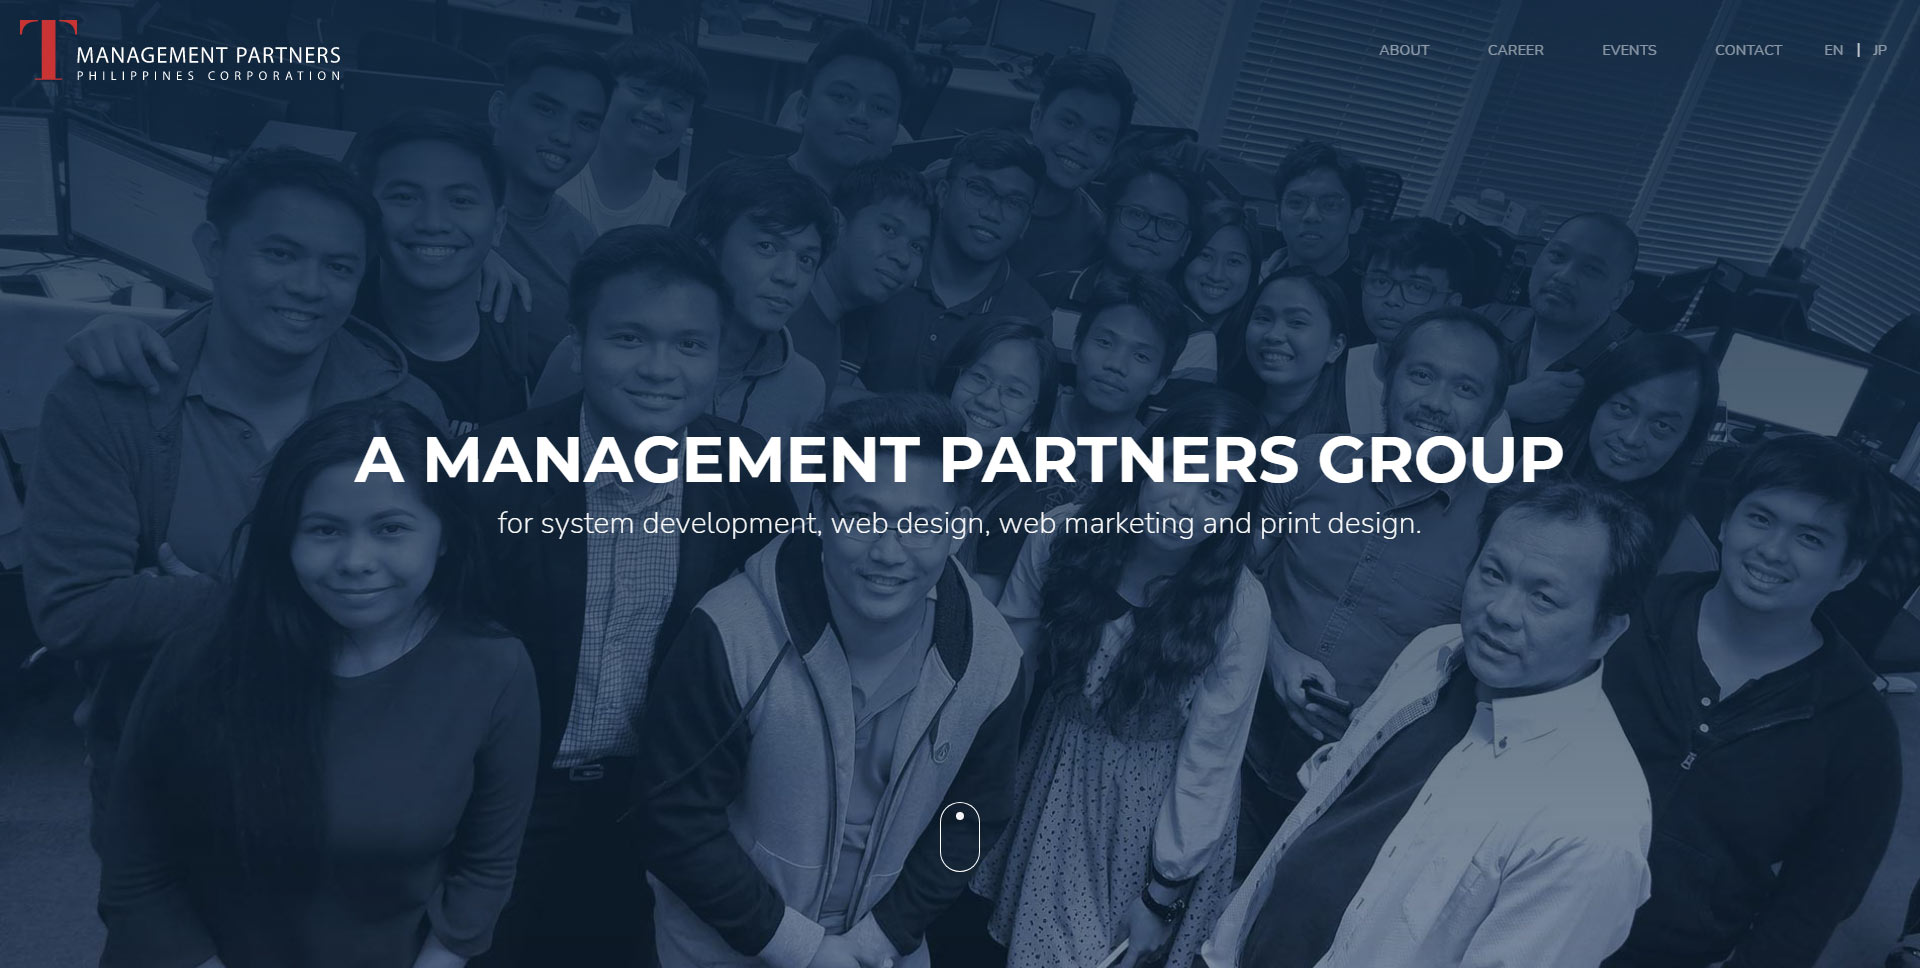 T MANAGEMENT PARTNERS
PHILIPPINES CORPORATION
ABOUT CAREER EVENTS CONTACT EN | JP
A MANAGEMENT PARTNERS GROUP
for system development, web design, web marketing and print design.